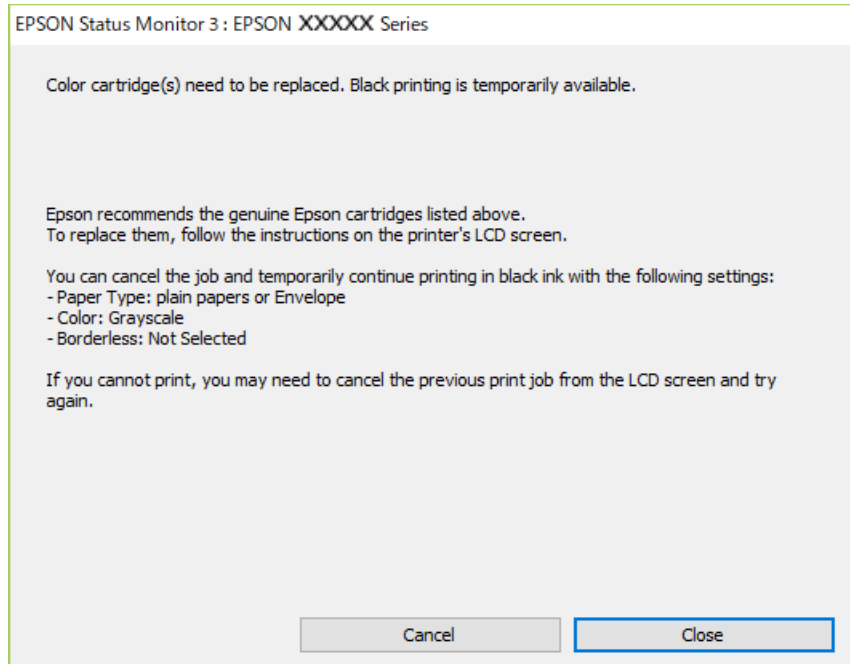 EPSON Status Monitor 3 : EPSON XXXXX Series
Color cartridge(s) need to be replaced. Black printing is temporarily available.
Epson recommends the genuine Epson cartridges listed above.
To replace them, follow the instructions on the printer's LCD screen.
You can cancel the job and temporarily continue printing in black ink with the following settings:
- Paper Type: plain papers or Envelope
- Color: Grayscale
- Borderless: Not Selected
If you cannot print, you may need to cancel the previous print job from the LCD screen and try
again.
Cancel
Close